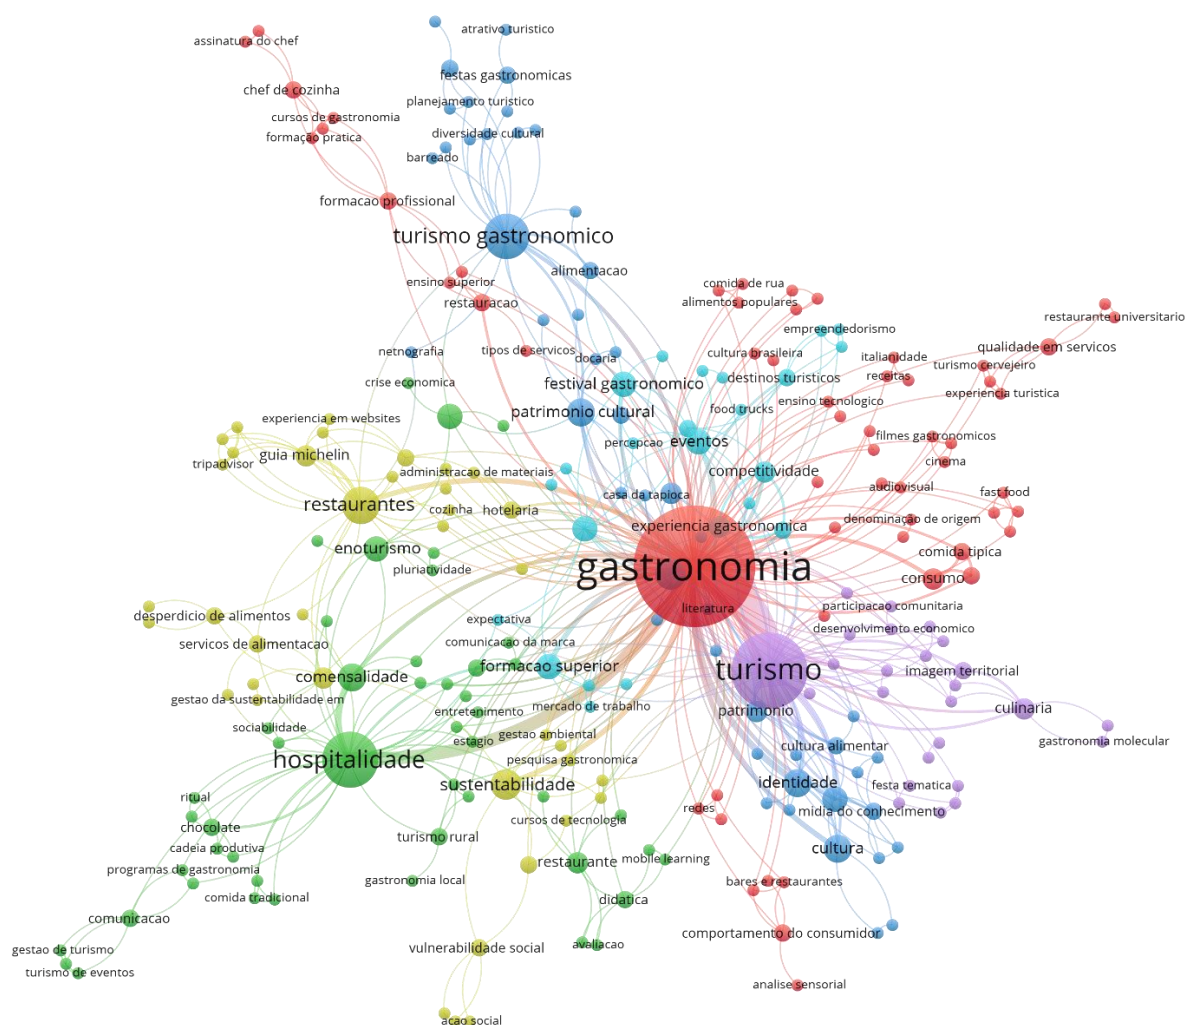 atrativo turistico
assinatura do chef
festas gastronomicas
chef de cozinha
planejamento turistico
cursos de gastronomia
diversidade cultural
formação pratica
barreado
formacao profissional
turismo gastronomico
alimentacao
ensino superior
comida de rua
restauracao
alimentos populares
restaurante universitario
empreendedorismo
qualidade em servicos
netnografia
tipos de servicos
docaria
cultura brasileira
italianidade
turismo cervejeiro
crise economica
festival gastronomico
destinos turisticos
receitas
experiencia turistica
ensino tecnologico
patrimonio cultural
food trucks
experiencia em websites
filmes gastronomicos
percepcao
eventos
guia michelin
tripadvisor
cinema
administracao de materiais
competitividade
audiovisual
fast food
casa da tapioca
restaurantes
cozinha
hotelaria
denominação de origem
experiencia gastronomica
enoturismo
comida tipica
pluriatividade
gastronomia
consumo
literatura
participacao comunitaria
desperdicio de alimentos
expectativa
desenvolvimento economico
servicos de alimentacao
comunicacao da marca
formacao superior
turismo
imagem territorial
comensalidade
gestao da sustentabilidade em
mercado de trabalho
culinaria
entretenimento
patrimonio
sociabilidade
gestao ambiental
estagio
gastronomia molecular
cultura alimentar
hospitalidade
pesquisa gastronomica
sustentabilidade
identidade
festa tematica
ritual
redes
midia do conhecimento
chocolate
cursos de tecnologia
turismo rural
cadeia produtiva
cultura
restaurante
mobile learning
programas de gastronomia
gastronomia local
bares e restaurantes
comida tradicional
didatica
comunicacao
comportamento do consumidor
gestao de turismo
vulnerabilidade social
avaliacao
turismo de eventos
analise sensorial
acao social